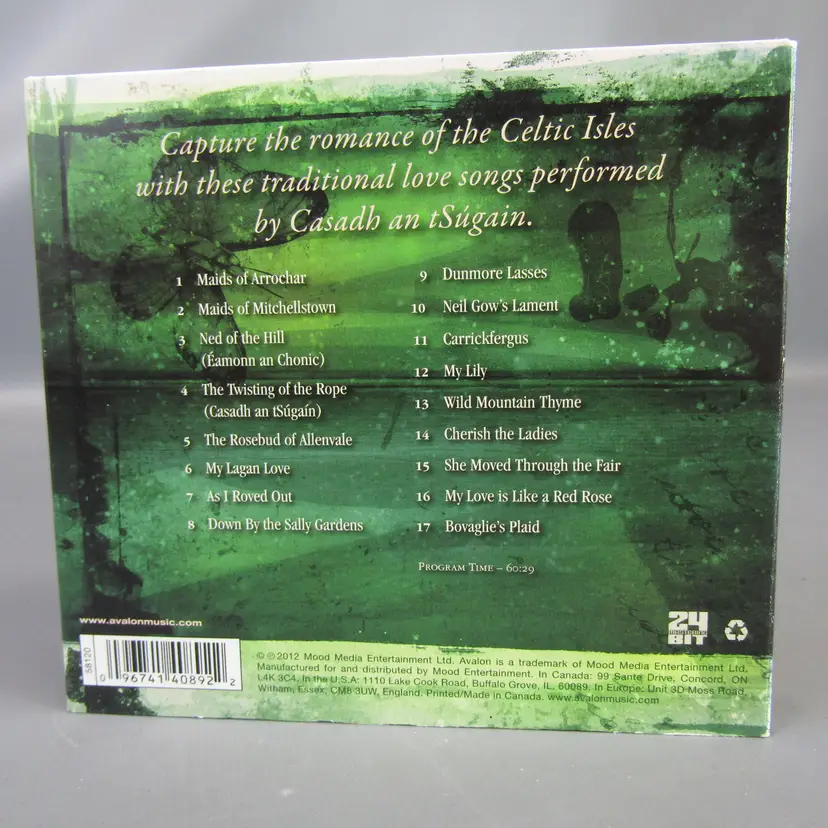 Capture the romance of the Celtic Isles
with these traditional love songs performed
by Casadh an tSúgain.
1 Maids of Arrochar
2 Maids of Mitchellstown
3 Ned of the Hill
(Éamonn an Chonic)
4 The Twisting of the Rope
(Casadh an tSúgaín)
5 The Rosebud of Allenvale
6 My Lagan Love
7 As I Roved Out
8 Down By the Sally Gardens
9 Dunmore Lasses
10 Neil Gow's Lament
11 Carrickfergus
12 My Lily
13 Wild Mountain Thyme
14 Cherish the Ladies
15 She Moved Through the Fair
16 My Love is Like a Red Rose
17 Bovaglie's Plaid
Program Time – 60:29
www.avalonmusic.com
24
BIT
58120
0 96741 40892 2
© ℗ 2012 Mood Media Entertainment Ltd. Avalon is a trademark of Mood Media Entertainment Ltd.
Manufactured for and distributed by Mood Entertainment. In Canada: 99 Sante Drive, Concord, ON
L4K 3C4, In the U.S.A: 1110 Lake Cook Road, Buffalo Grove, IL, 60089, In Europe: Unit 3D Moss Road,
Witham, Essex, CM8 3UW, England. Printed/Made in Canada. www.avalonmusic.com